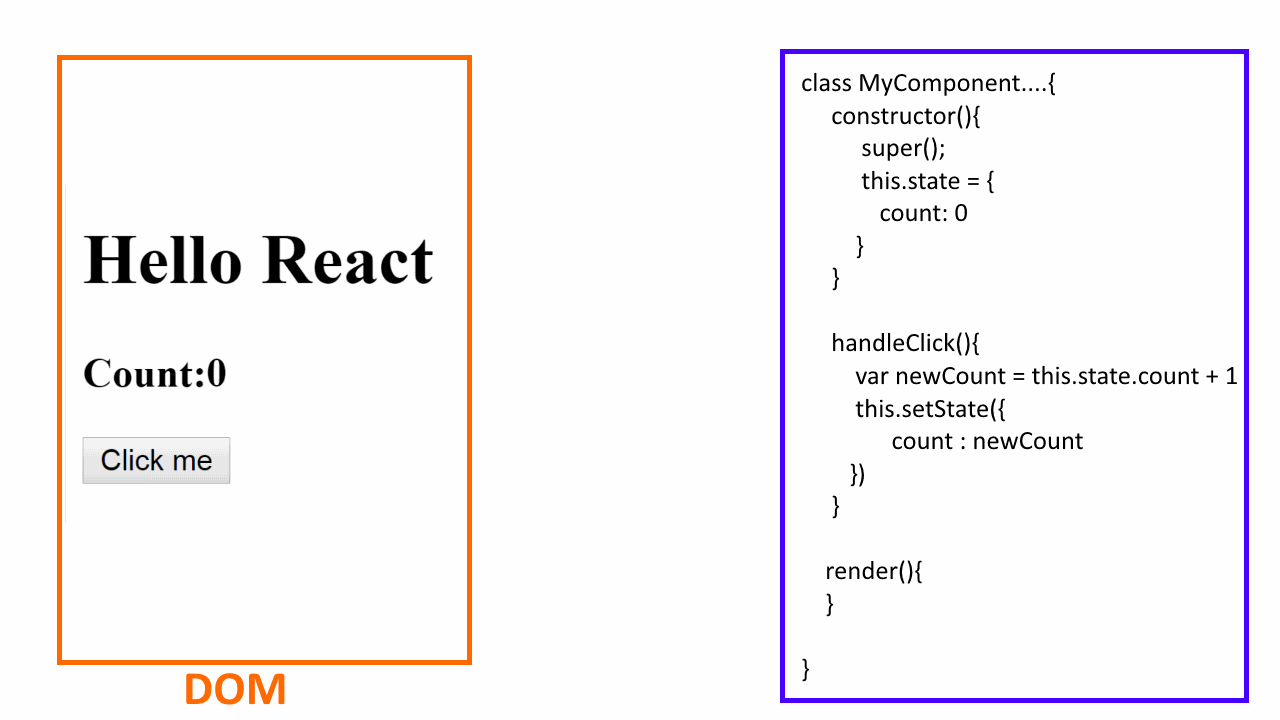 Hello React
Count:0
Click me
DOM
class MyComponent....{
constructor(){
super();
this.state = {
count: 0
}
}
handleClick(){
var newCount = this.state.count + 1
this.setState({
count : newCount
})
}
render(){
}
}